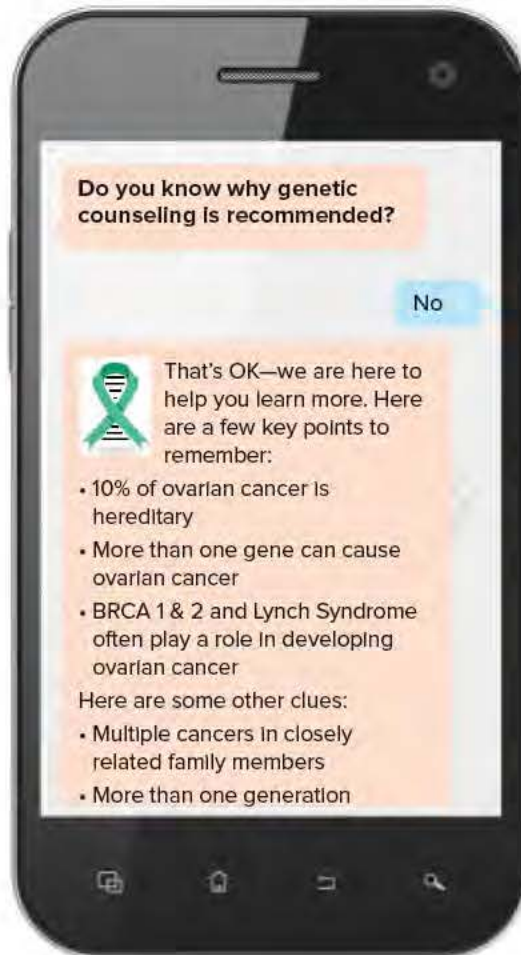 Do you know why genetic
counseling is recommended?
No
That's OK—we are here to
help you learn more. Here
are a few key points to
remember:
• 10% of ovarian cancer is
hereditary
• More than one gene can cause
ovarian cancer
• BRCA 1 & 2 and Lynch Syndrome
often play a role in developing
ovarian cancer
Here are some other clues:
• Multiple cancers in closely
related family members
• More than one generation